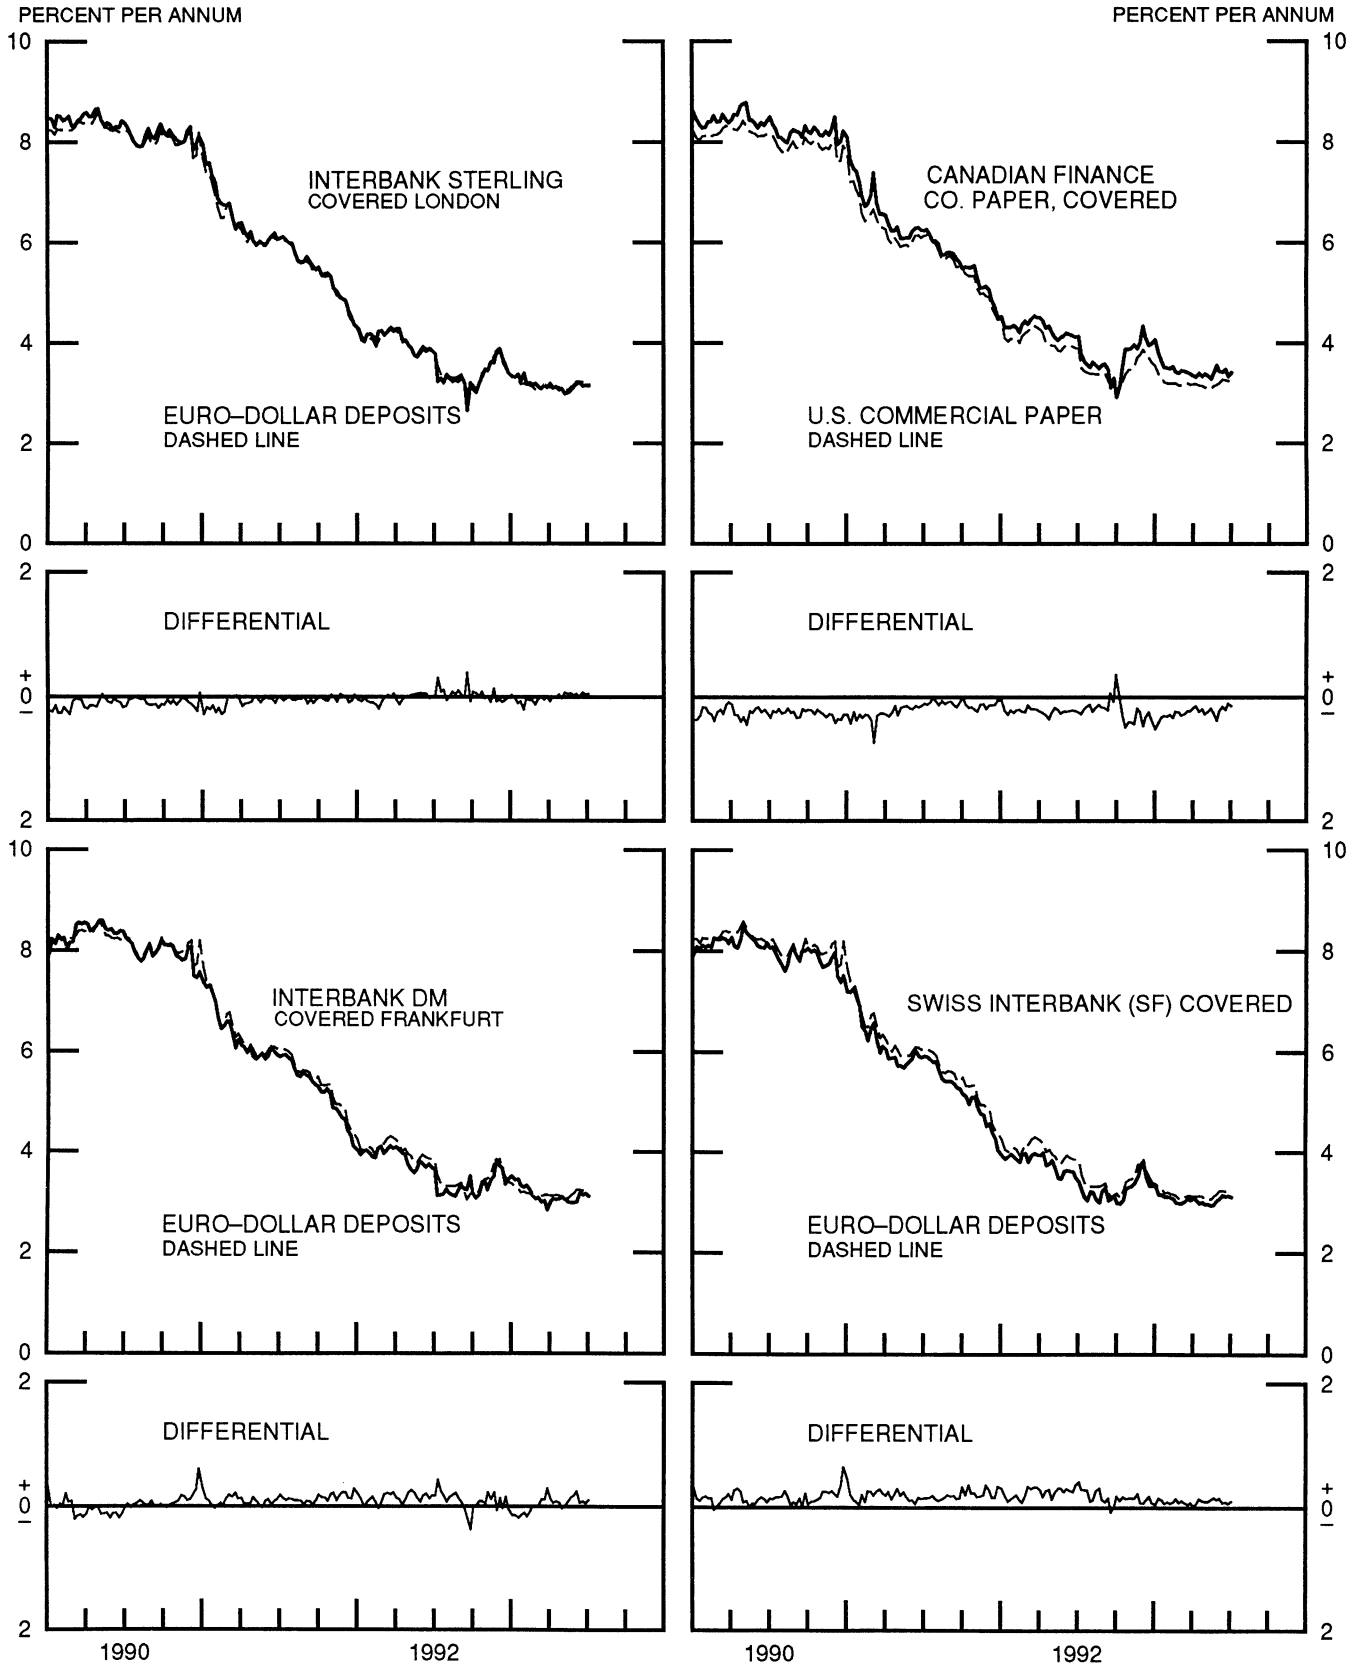 PERCENT PER ANNUM
PERCENT PER ANNUM
10
10
8
8
INTERBANK STERLING
COVERED LONDON
CANADIAN FINANCE
CO. PAPER, COVERED
6
6
4
4
EURO–DOLLAR DEPOSITS
DASHED LINE
U.S. COMMERCIAL PAPER
DASHED LINE
2
2
0
0
2
2
DIFFERENTIAL
DIFFERENTIAL
+
0
–
+
0
–
2
2
10
10
8
8
INTERBANK DM
COVERED FRANKFURT
SWISS INTERBANK (SF) COVERED
6
6
4
4
EURO–DOLLAR DEPOSITS
DASHED LINE
EURO–DOLLAR DEPOSITS
DASHED LINE
2
2
0
0
2
2
DIFFERENTIAL
DIFFERENTIAL
+
0
–
+
0
–
2
2
1990
1992
1990
1992